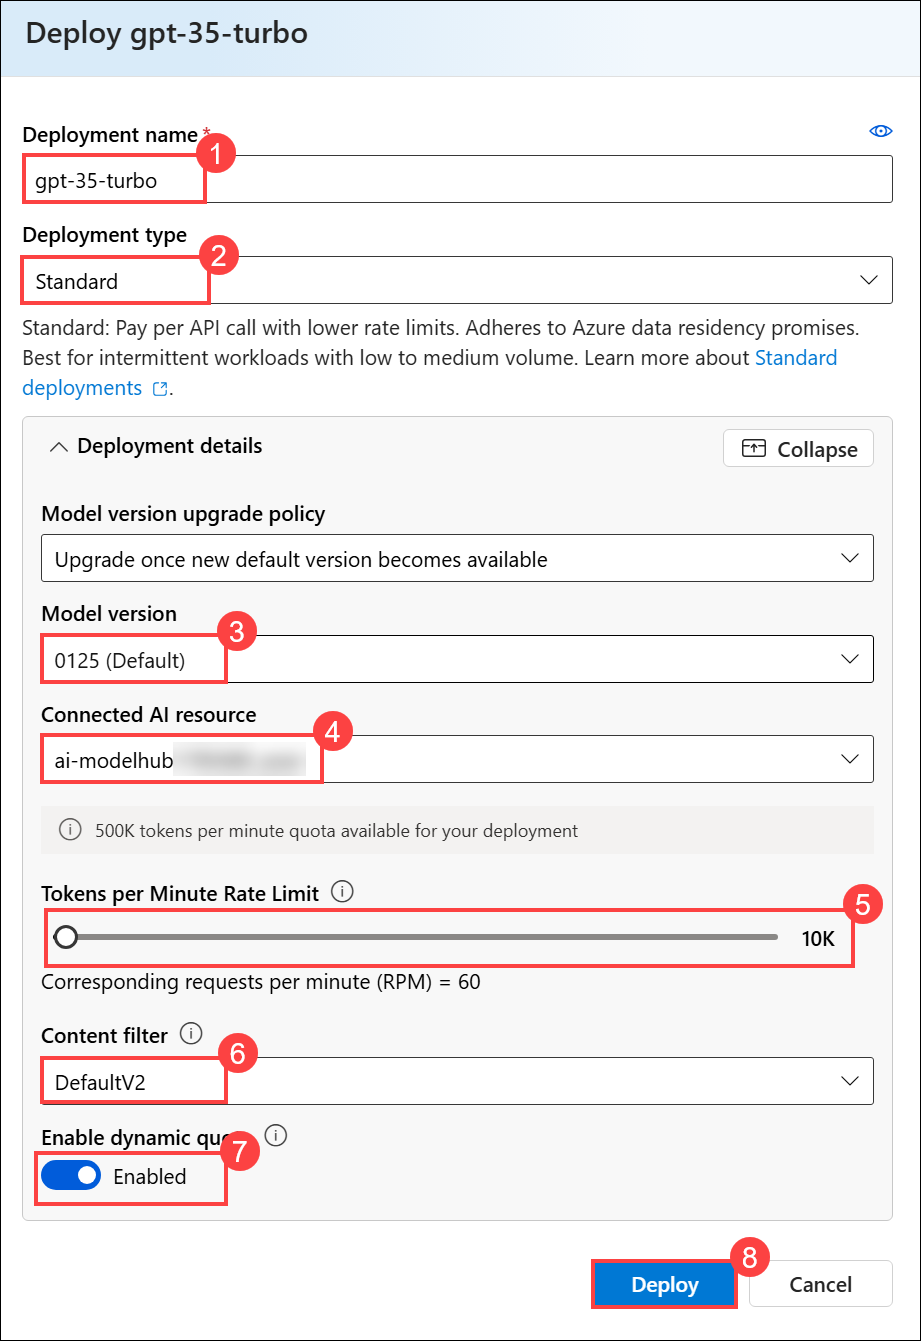 Deploy gpt-35-turbo
Deployment name *
1
gpt-35-turbo
Deployment type
2
Standard
Standard: Pay per API call with lower rate limits. Adheres to Azure data residency promises.
Best for intermittent workloads with low to medium volume. Learn more about Standard
deployments .
Deployment details
Collapse
Model version upgrade policy
Upgrade once new default version becomes available
Model version
3
0125 (Default)
Connected AI resource
4
ai-modelhub
500K tokens per minute quota available for your deployment
Tokens per Minute Rate Limit
5
10K
Corresponding requests per minute (RPM) = 60
Content filter
6
DefaultV2
Enable dynamic
7
Enabled
8
Deploy
Cancel